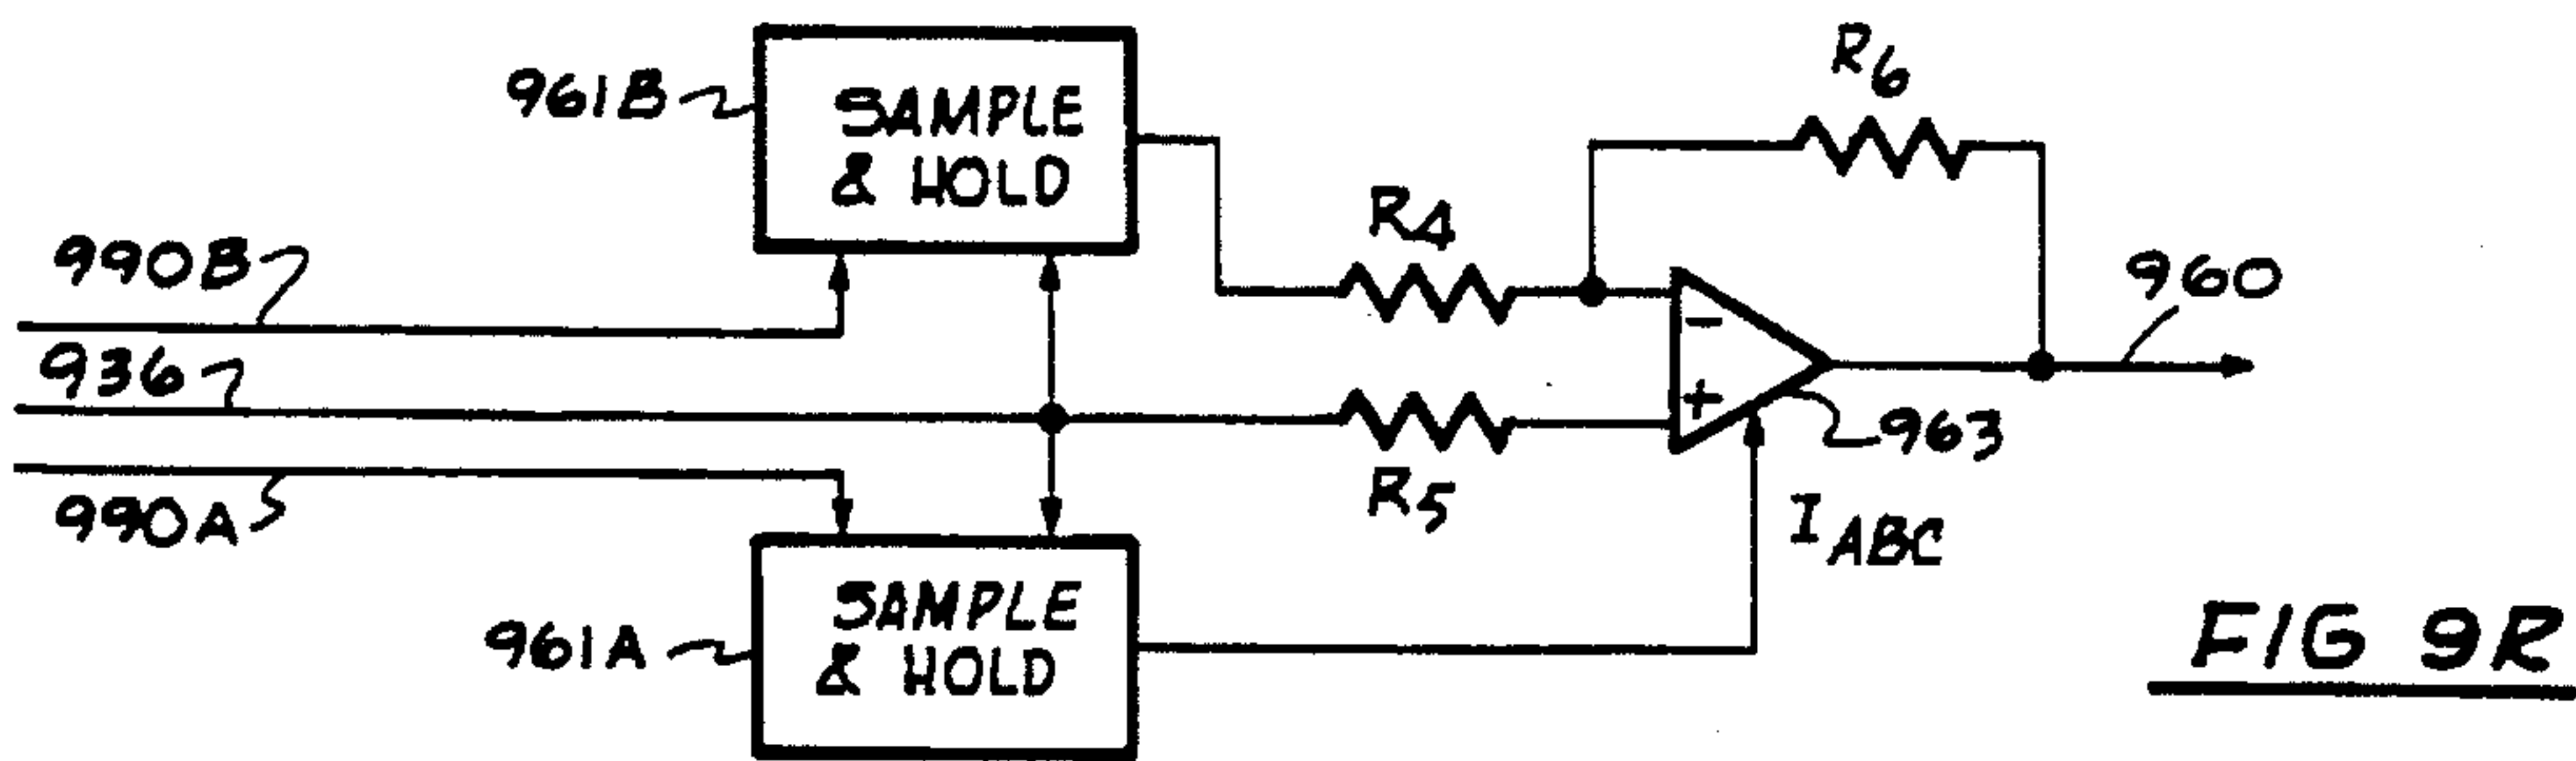 961B
SAMPLE
& HOLD
R6
R4
990B
936
990A
R5
-
+
960
963
IABC
961A
SAMPLE
& HOLD
FIG 9R